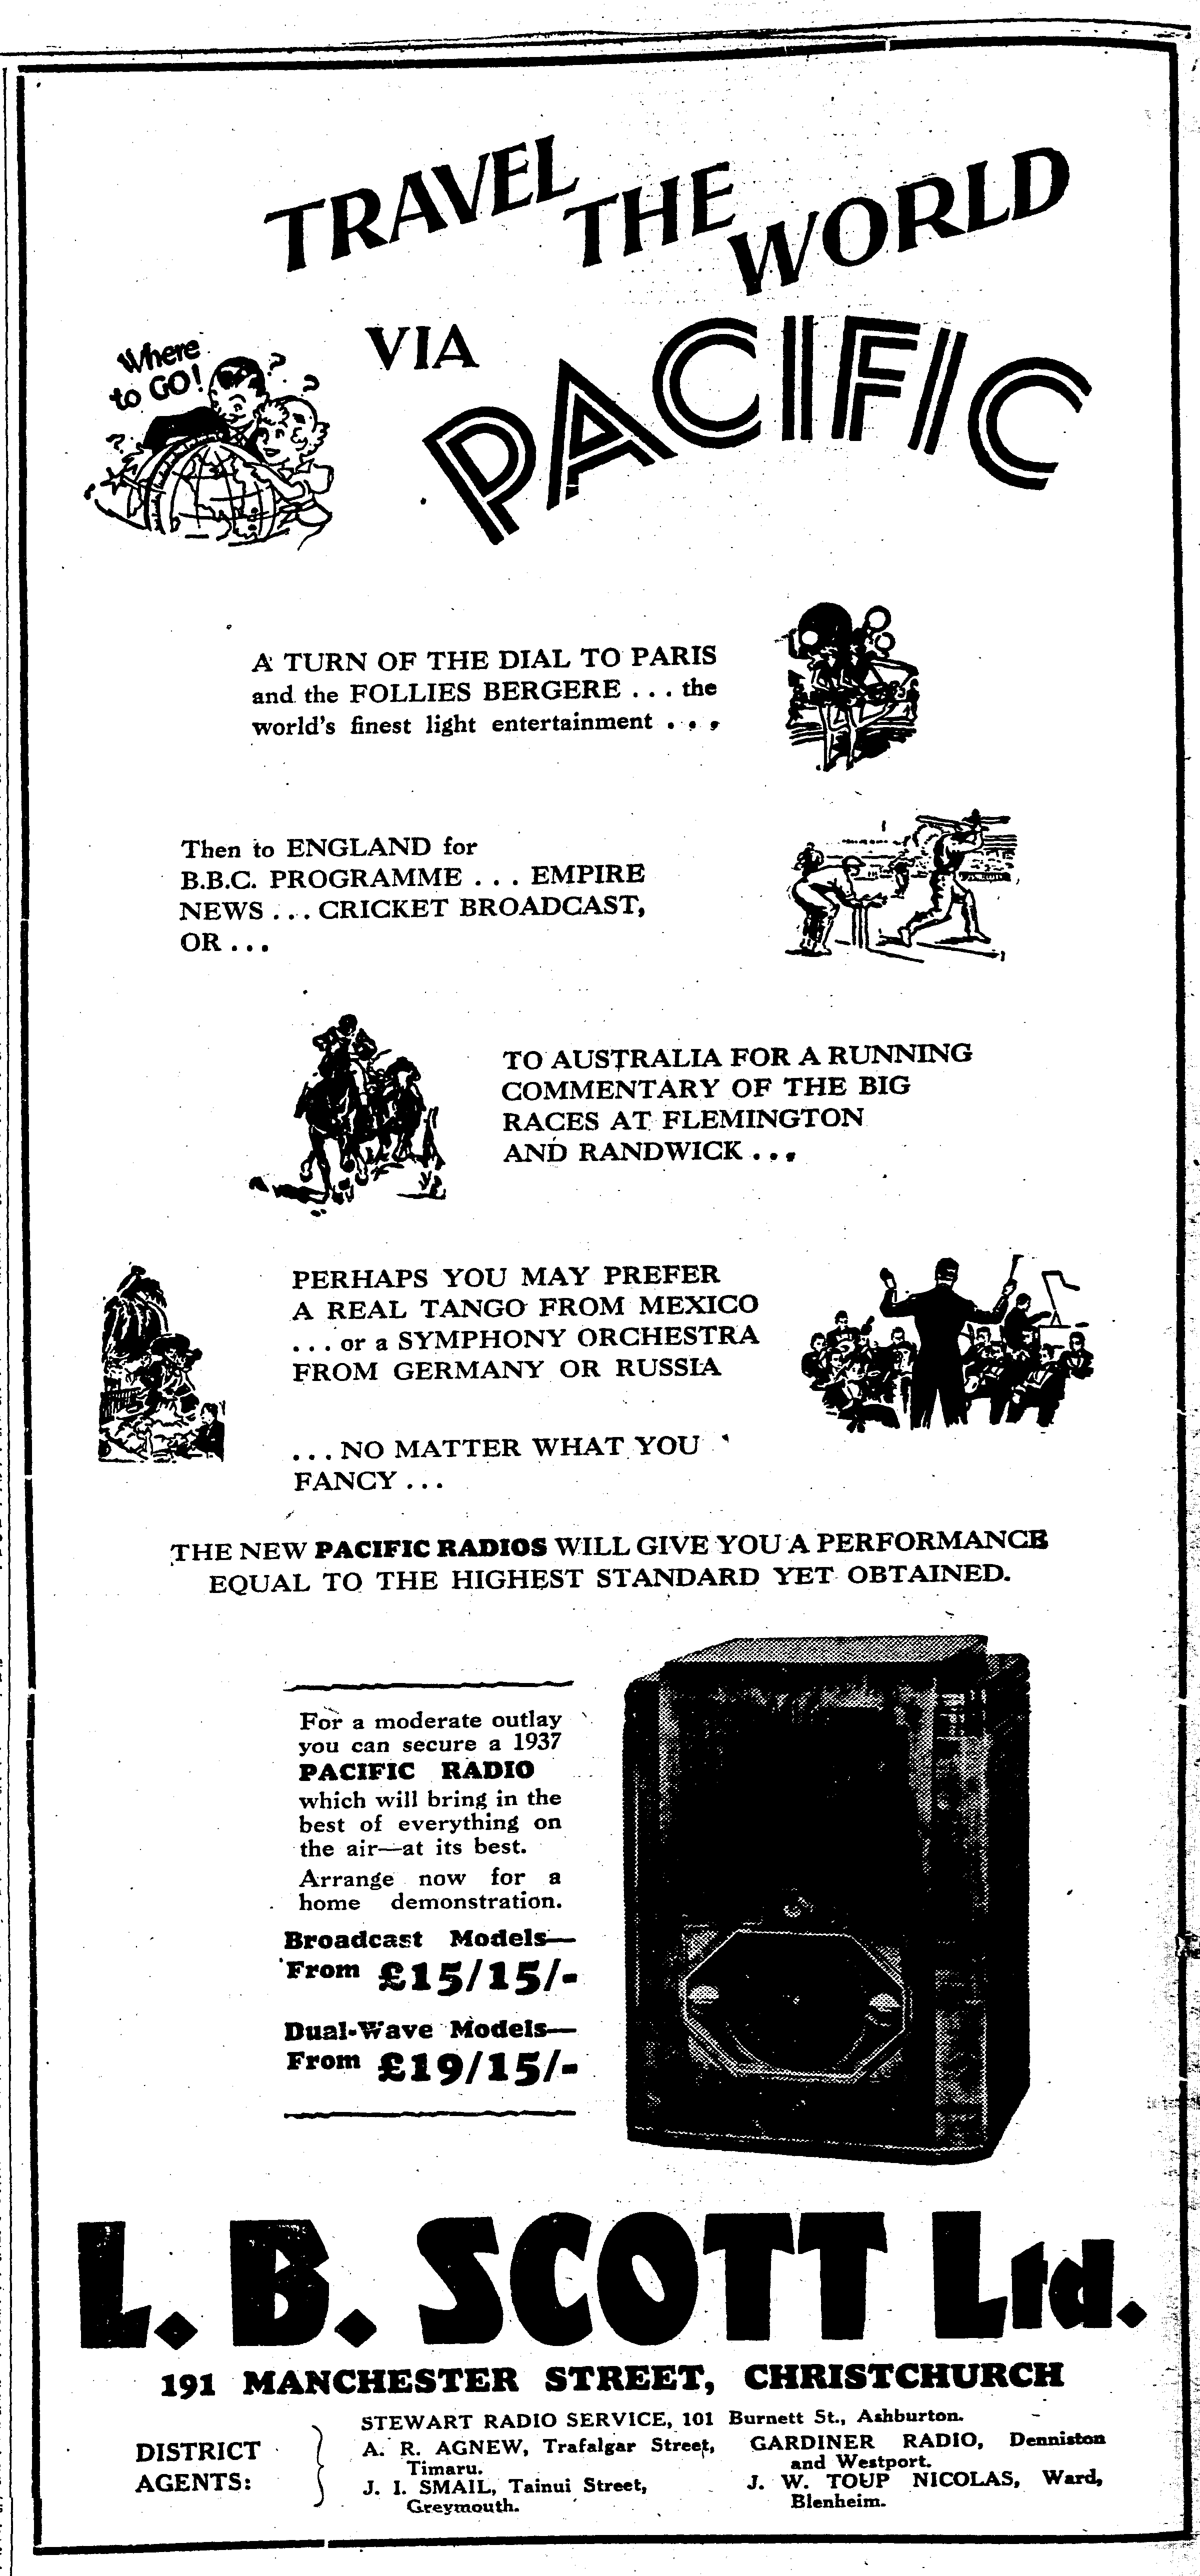 TRAVEL THE WORLD
VIA PACIFIC
Where
to GO!
A TURN OF THE DIAL TO PARIS
and the FOLLIES BERGERE . . . the
world's finest light entertainment . . .
Then to ENGLAND for
B.B.C. PROGRAMME . . . EMPIRE
NEWS . . . CRICKET BROADCAST,
OR . . .
TO AUSTRALIA FOR A RUNNING
COMMENTARY OF THE BIG
RACES AT FLEMINGTON
AND RANDWICK . . .
PERHAPS YOU MAY PREFER
A REAL TANGO FROM MEXICO
. . . or a SYMPHONY ORCHESTRA
FROM GERMANY OR RUSSIA
. . . NO MATTER WHAT YOU
FANCY . . .
THE NEW PACIFIC RADIOS WILL GIVE YOU A PERFORMANCE
EQUAL TO THE HIGHEST STANDARD YET OBTAINED.
For a moderate outlay
you can secure a 1937
PACIFIC RADIO
which will bring in the
best of everything on
the air—at its best.
Arrange now for a
home demonstration.
Broadcast Models—
From £15/15/-
Dual-Wave Models—
From £19/15/-
L. B. SCOTT Ltd.
191 MANCHESTER STREET, CHRISTCHURCH
DISTRICT
AGENTS:
STEWART RADIO SERVICE, 101 Burnett St., Ashburton.
A. R. AGNEW, Trafalgar Street,
Timaru.
J. I. SMAIL, Tainui Street,
Greymouth.
GARDINER RADIO, Denniston
and Westport.
J. W. TOUP NICOLAS, Ward,
Blenheim.